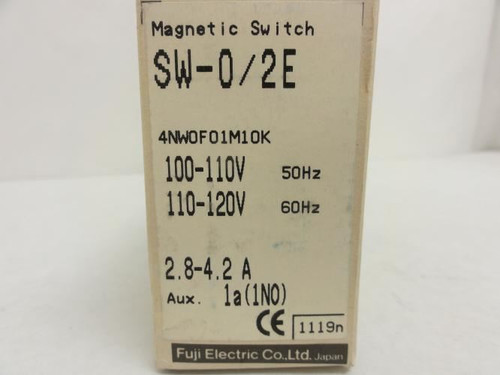 Magnetic Switch
SW-0/2E
4NW0F01M10K
100-110V 50Hz
110-120V 60Hz
2.8-4.2 A
Aux. 1a(1NO)
CE 1119n
Fuji Electric Co.,Ltd. Japan